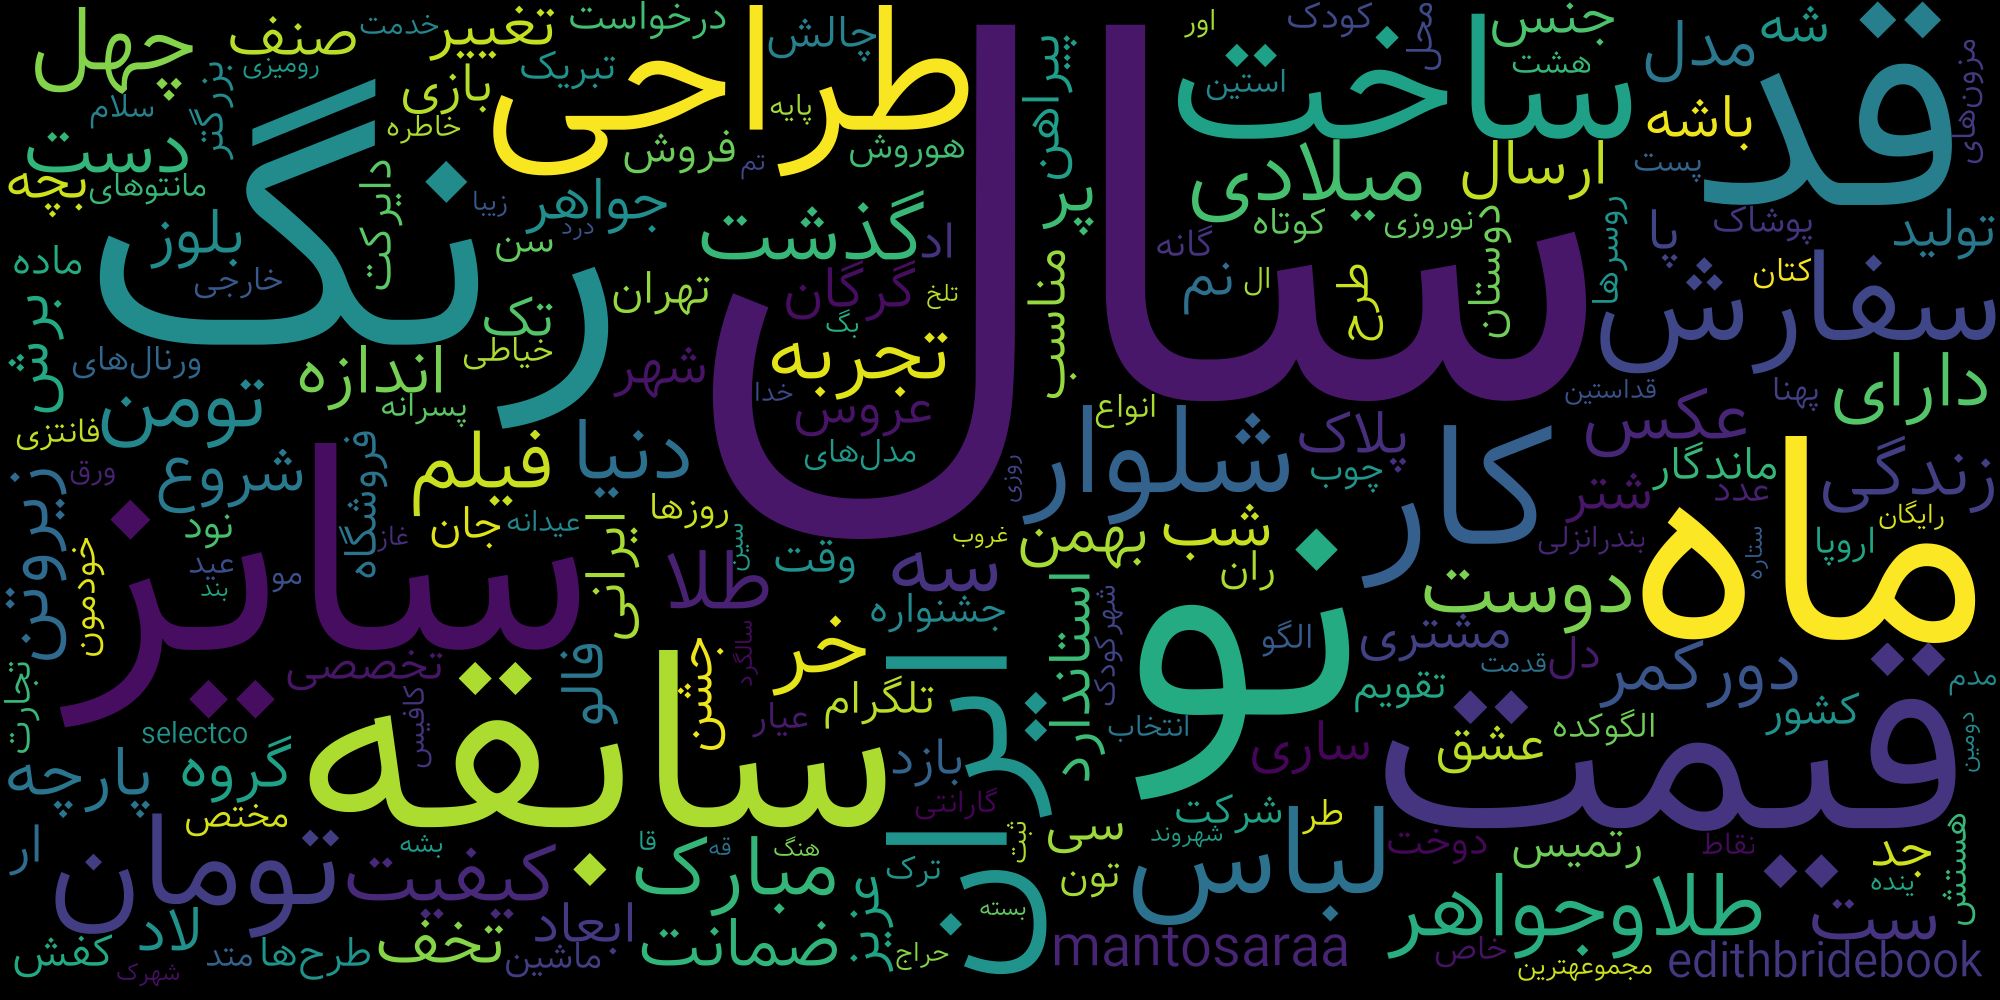 سال
قد
رنگ
طراحی
ساخت
ماه
نو
قیمت
سایز
سابقه
ایران
کار
سفارش
شلوار
لباس
تومان
طلاوجواهر
چهل
صنف
خدمت
تغییر
درخواست
چالش
کودک
اور
محل
جنس
مدل
شه
رومیزی
بزرگتر
بازی
تبریک
پایه
پیراهن
استین
هشت
باشه
مزون‌های
سلام
خاطره
دست
فروش
هوروش
تم
میلادی
ارسال
پست
بچه
مانتوهای
دایرکت
زیبا
جواهر
درد
گذشت
پر
گانه
کوتاه
نوروزی
دوستان
روسرها
پا
پوشاک
تولید
بلوز
سن
اد
ماده
خارجی
تهران
گرگان
تلخ
مناسب
نم
ال
طرح
کتان
برش
تک
بگ
خیاطی
ورنال‌های
اندازه
شهر
تجربه
خدا
پسرانه
قداستین
پهنا
دارای
تومن
عروس
انواع
فانتزی
فروشگاه
فیلم
دنیا
مدل‌های
پلاک
عکس
ورق
شروع
روزی
چوب
ماندگار
زندگی
زیروتن
نود
جان
عیدانه
روزها
شتر
عدد
رایگان
غاز
ایرانی
سین
وقت
غروب
بهمن
شب
بندرانزلی
ستاره
اروپا
خودمون
عید
مو
بند
طلا
سه
ران
دوست
جشنواره
استاندارد
شهرکودک
خر
مشتری
الگو
تخصصی
فالو
جشن
سالگرد
دل
قدمت
دورکمر
مدم
تجارت
کافیس
تلگرام
تقویم
selectco
عیار
انتخاب
ساری
عشق
الگوکده
کشور
دومین
پارچه
گروه
بازد
گارانتی
مختص
شرکت
طر
ار
بشه
قا
قه
هنگ
بت
سی
شهروند
دوخت
رتمیس
نقاط
جد
هستش
کیفیت
مبارک
عزیز
ترک
تون
ینده
لاد
ابعاد
بسته
ست
کفش
طرح‌ها
متد
تخف
ماشین
ضمانت
حراج
mantosaraa
خاص
مجموعهترین
edithbridebook
شهرک